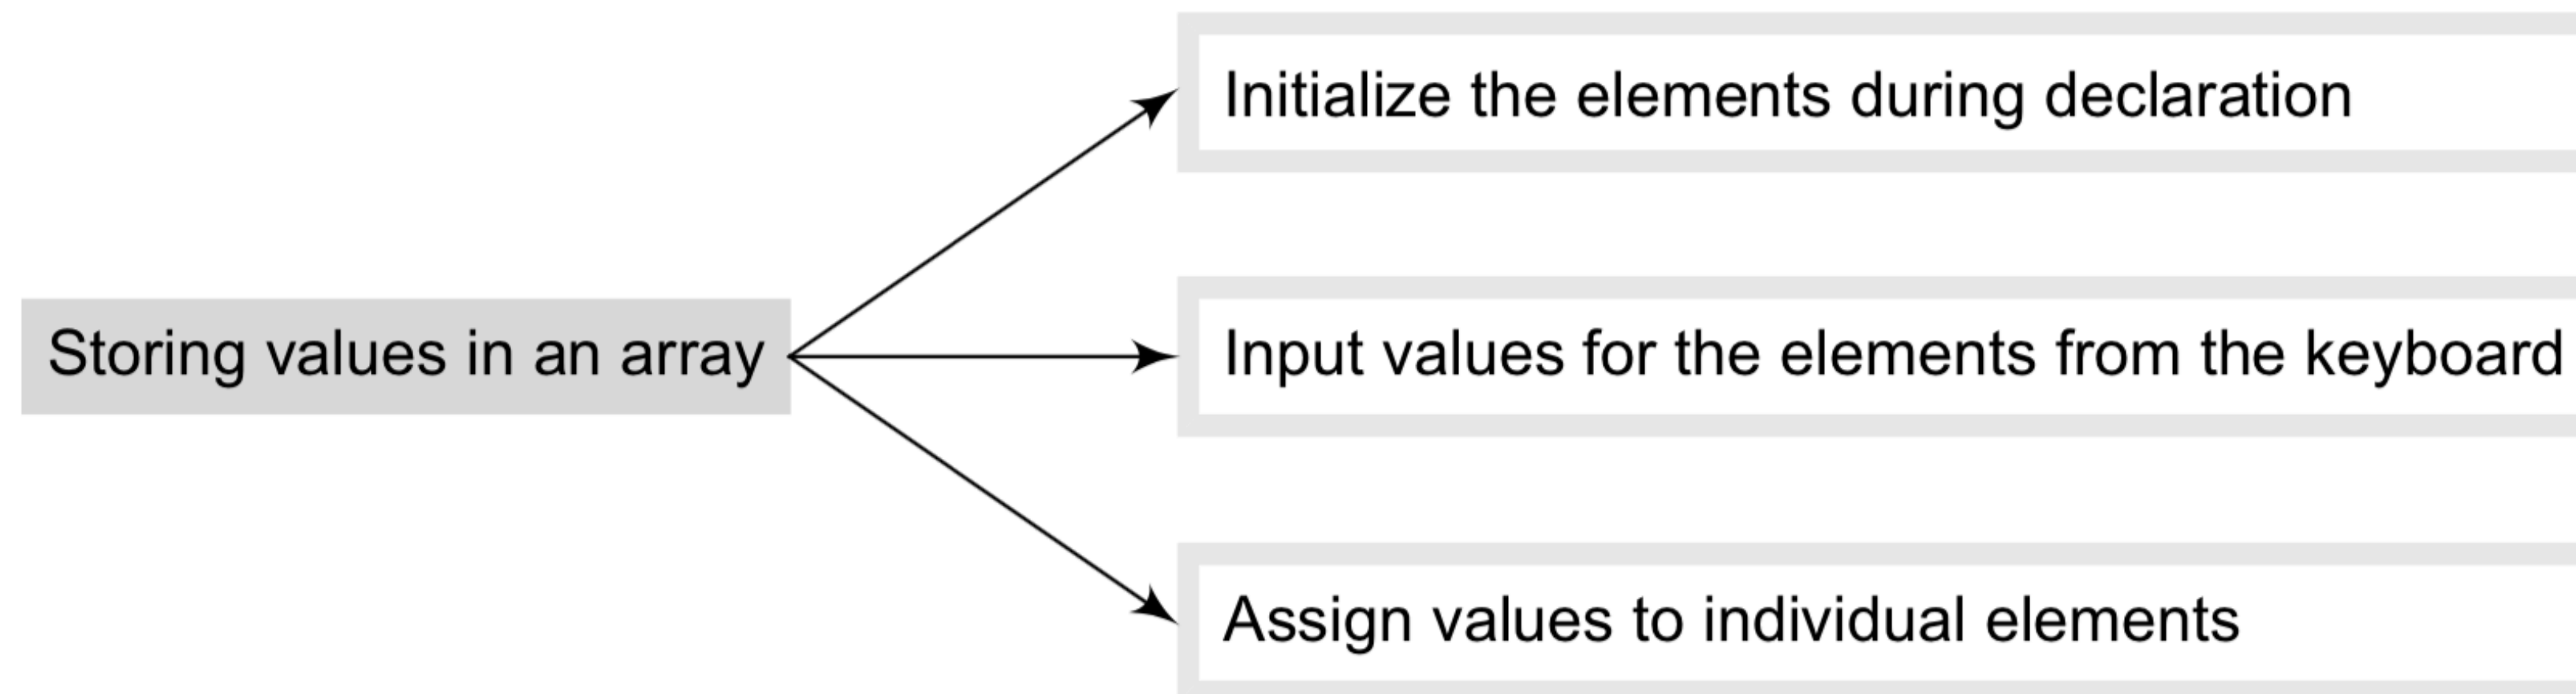 Initialize the elements during declaration
Storing values in an array
Input values for the elements from the keyboard
Assign values to individual elements